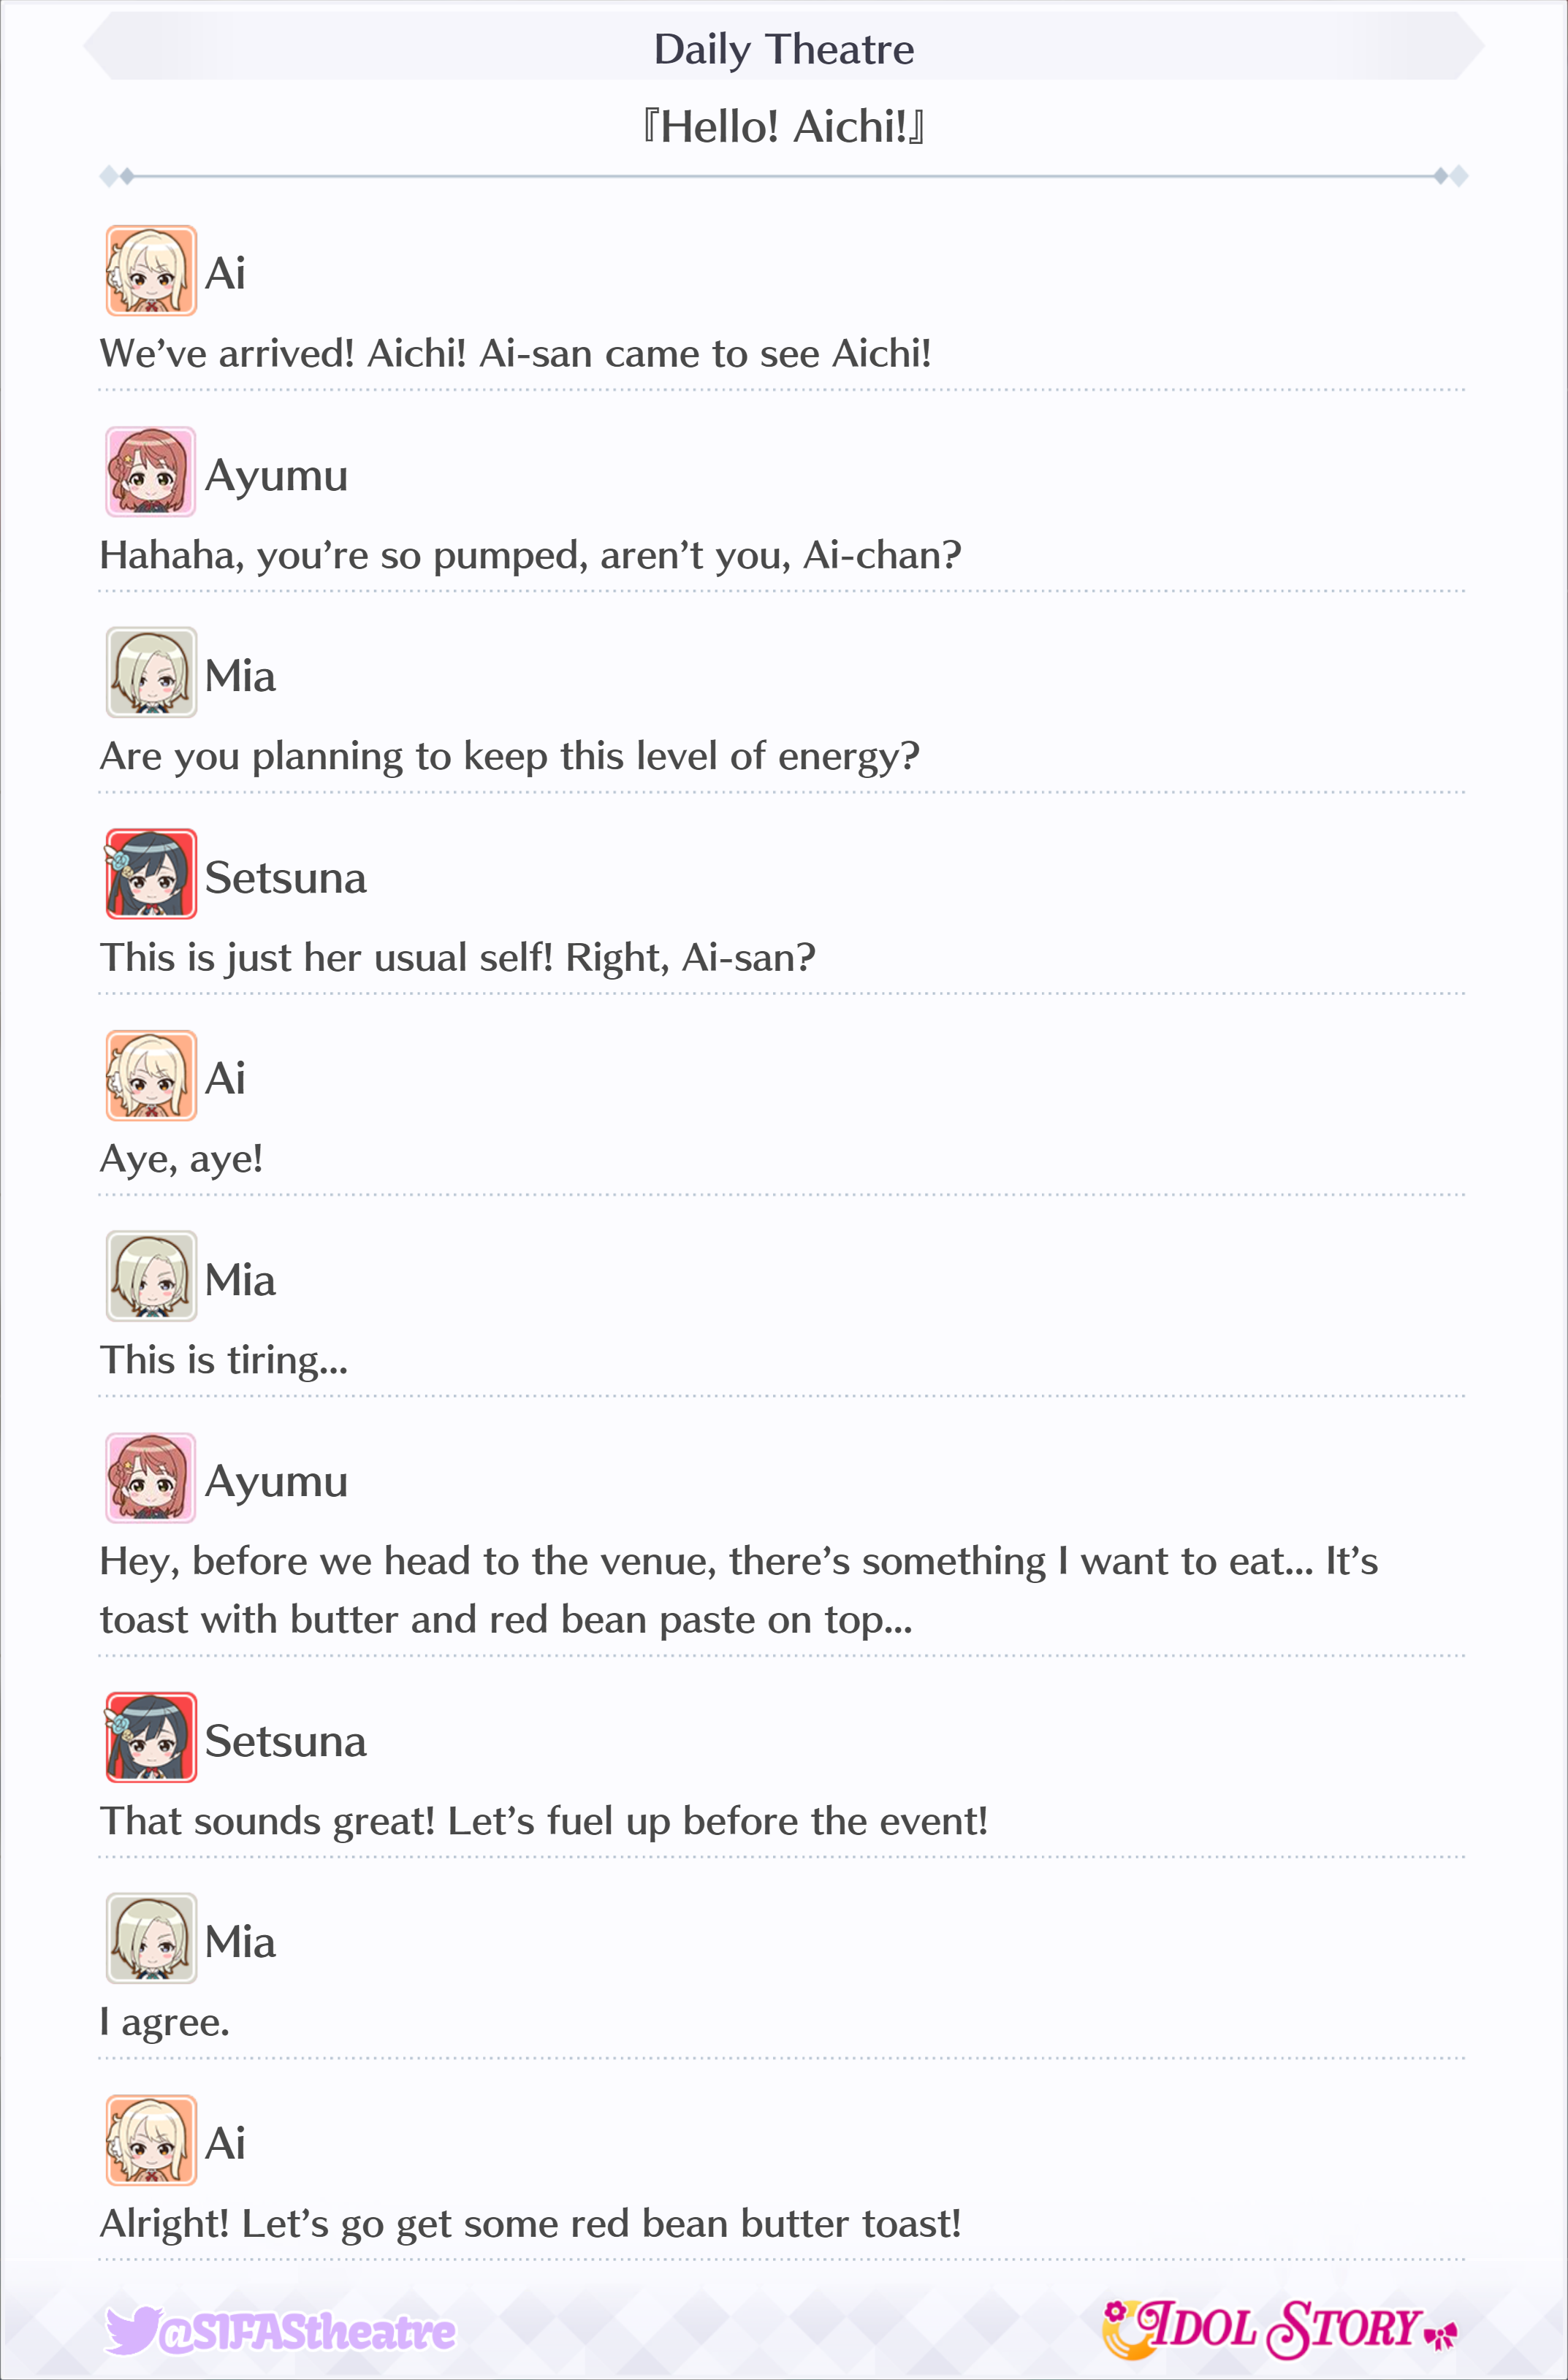 Daily Theatre
『Hello! Aichi!』
Ai
We’ve arrived! Aichi! Ai-san came to see Aichi!
Ayumu
Hahaha, you’re so pumped, aren’t you, Ai-chan?
Mia
Are you planning to keep this level of energy?
Setsuna
This is just her usual self! Right, Ai-san?
Ai
Aye, aye!
Mia
This is tiring...
Ayumu
Hey, before we head to the venue, there’s something I want to eat... It’s
toast with butter and red bean paste on top...
Setsuna
That sounds great! Let’s fuel up before the event!
Mia
I agree.
Ai
Alright! Let’s go get some red bean butter toast!
@SIFAStheatre
IDOL STORY